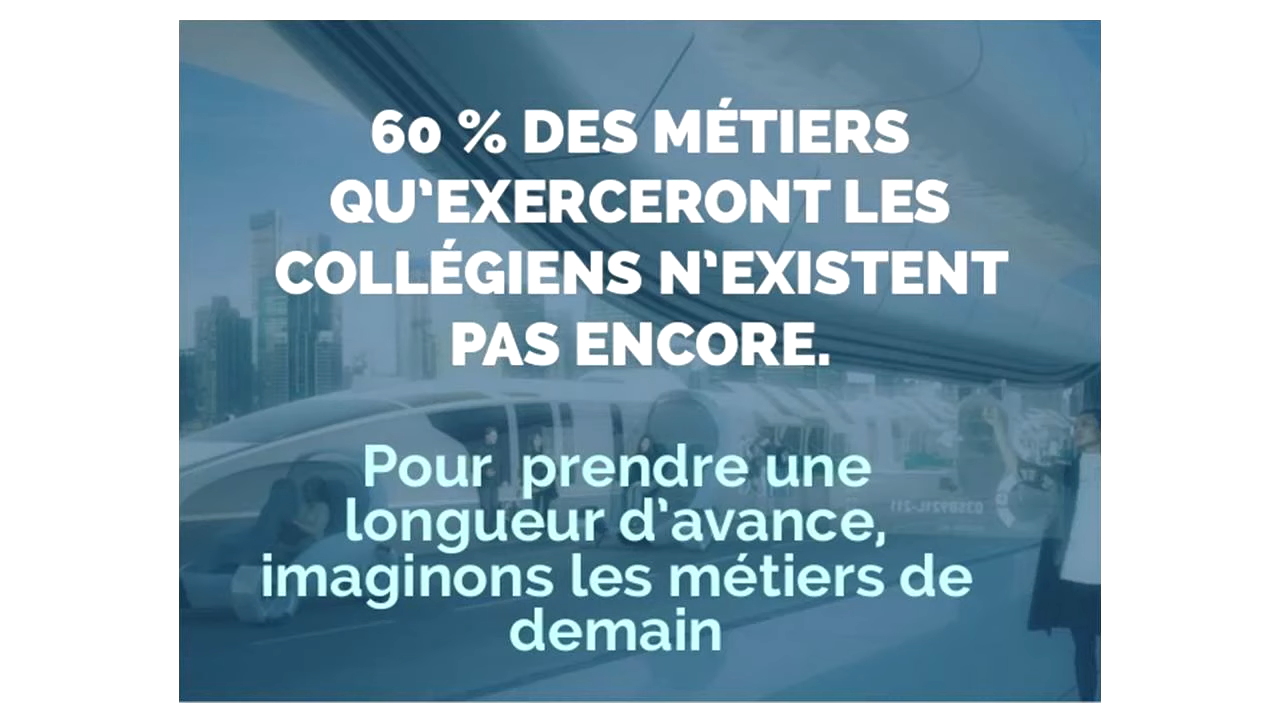 60 % DES MÉTIERS
QU'EXERCERONT LES
COLLÉGIENS N'EXISTENT
PAS ENCORE.
Pour prendre une
longueur d'avance,
imaginons les métiers de
demain